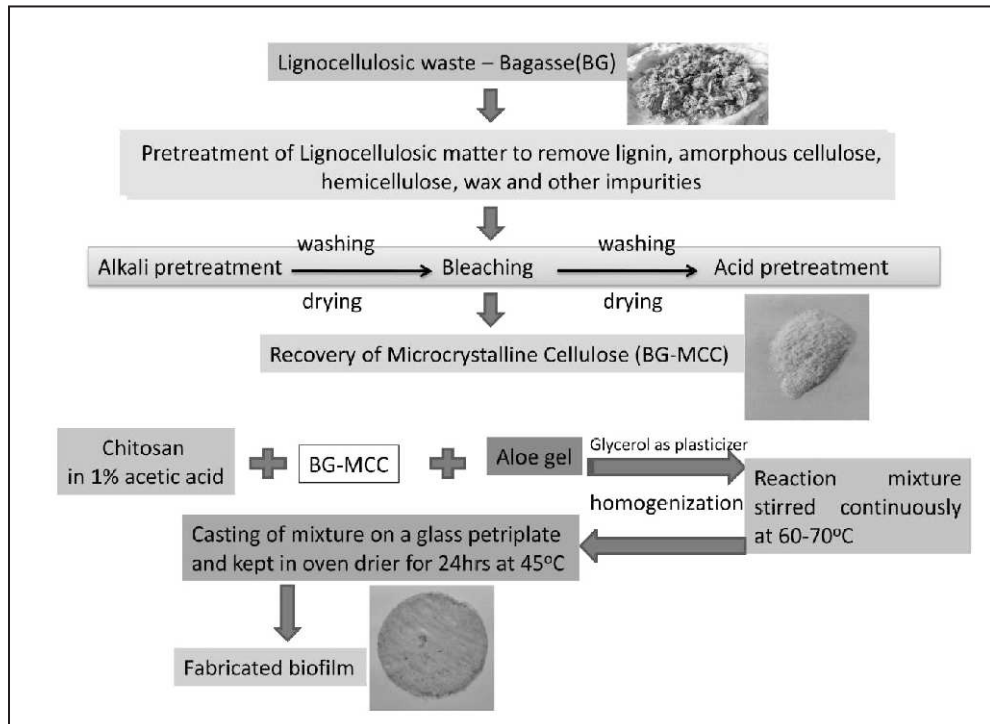 Lignocellulosic waste – Bagasse(BG)
Pretreatment of Lignocellulosic matter to remove lignin, amorphous cellulose,
hemicellulose, wax and other impurities
washing
washing
Alkali pretreatment
Bleaching
Acid pretreatment
drying
drying
Recovery of Microcrystalline Cellulose (BG-MCC)
Chitosan
in 1% acetic acid
BG-MCC
Aloe gel
Glycerol as plasticizer
homogenization
Reaction mixture
stirred continuously
at 60-70ºC
Casting of mixture on a glass petriplate
and kept in oven drier for 24hrs at 45ºC
Fabricated biofilm